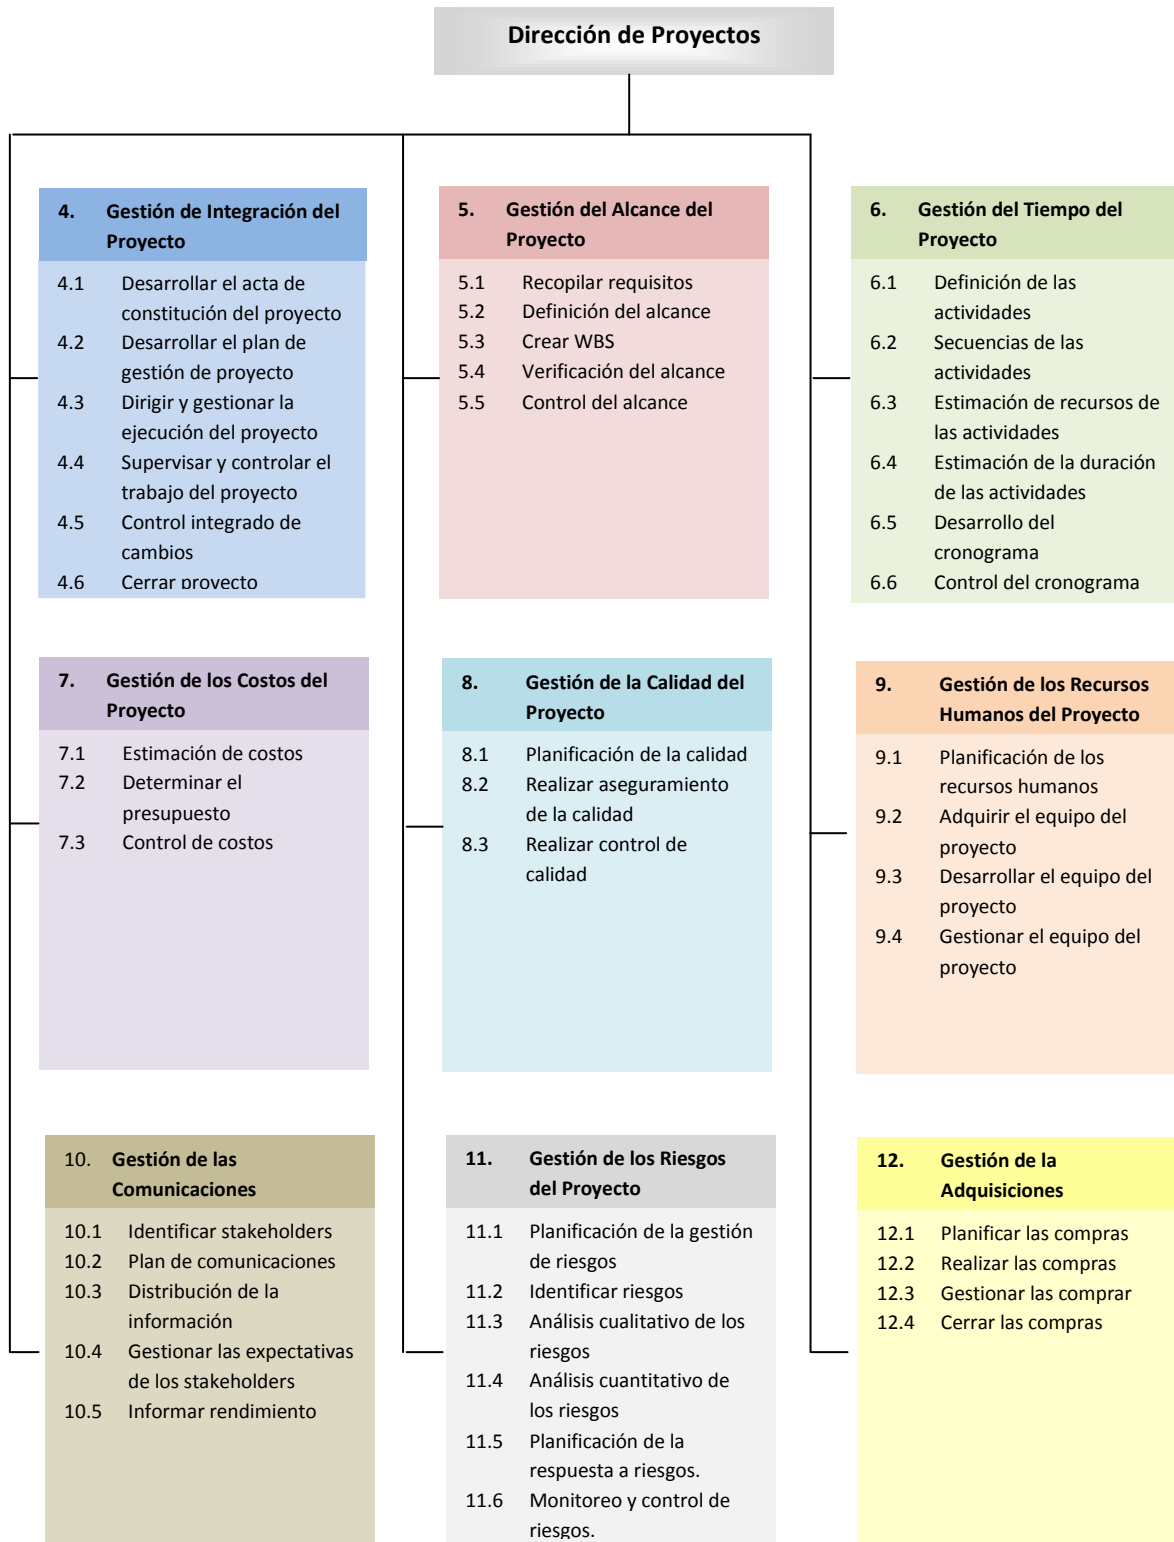 Dirección de Proyectos
4. Gestión de Integración del
Proyecto
4.1 Desarrollar el acta de
constitución del proyecto
4.2 Desarrollar el plan de
gestión de proyecto
4.3 Dirigir y gestionar la
ejecución del proyecto
4.4 Supervisar y controlar el
trabajo del proyecto
4.5 Control integrado de
cambios
4.6 Cerrar proyecto
5. Gestión del Alcance del
Proyecto
5.1 Recopilar requisitos
5.2 Definición del alcance
5.3 Crear WBS
5.4 Verificación del alcance
5.5 Control del alcance
6. Gestión del Tiempo del
Proyecto
6.1 Definición de las
actividades
6.2 Secuencias de las
actividades
6.3 Estimación de recursos de
las actividades
6.4 Estimación de la duración
de las actividades
6.5 Desarrollo del
cronograma
6.6 Control del cronograma
7. Gestión de los Costos del
Proyecto
7.1 Estimación de costos
7.2 Determinar el
presupuesto
7.3 Control de costos
8. Gestión de la Calidad del
Proyecto
8.1 Planificación de la calidad
8.2 Realizar aseguramiento
de la calidad
8.3 Realizar control de
calidad
9. Gestión de los Recursos
Humanos del Proyecto
9.1 Planificación de los
recursos humanos
9.2 Adquirir el equipo del
proyecto
9.3 Desarrollar el equipo del
proyecto
9.4 Gestionar el equipo del
proyecto
10. Gestión de las
Comunicaciones
10.1 Identificar stakeholders
10.2 Plan de comunicaciones
10.3 Distribución de la
información
10.4 Gestionar las expectativas
de los stakeholders
10.5 Informar rendimiento
11. Gestión de los Riesgos
del Proyecto
11.1 Planificación de la gestión
de riesgos
11.2 Identificar riesgos
11.3 Análisis cualitativo de los
riesgos
11.4 Análisis cuantitativo de
los riesgos
11.5 Planificación de la
respuesta a riesgos.
11.6 Monitoreo y control de
riesgos.
12. Gestión de la
Adquisiciones
12.1 Planificar las compras
12.2 Realizar las compras
12.3 Gestionar las comprar
12.4 Cerrar las compras